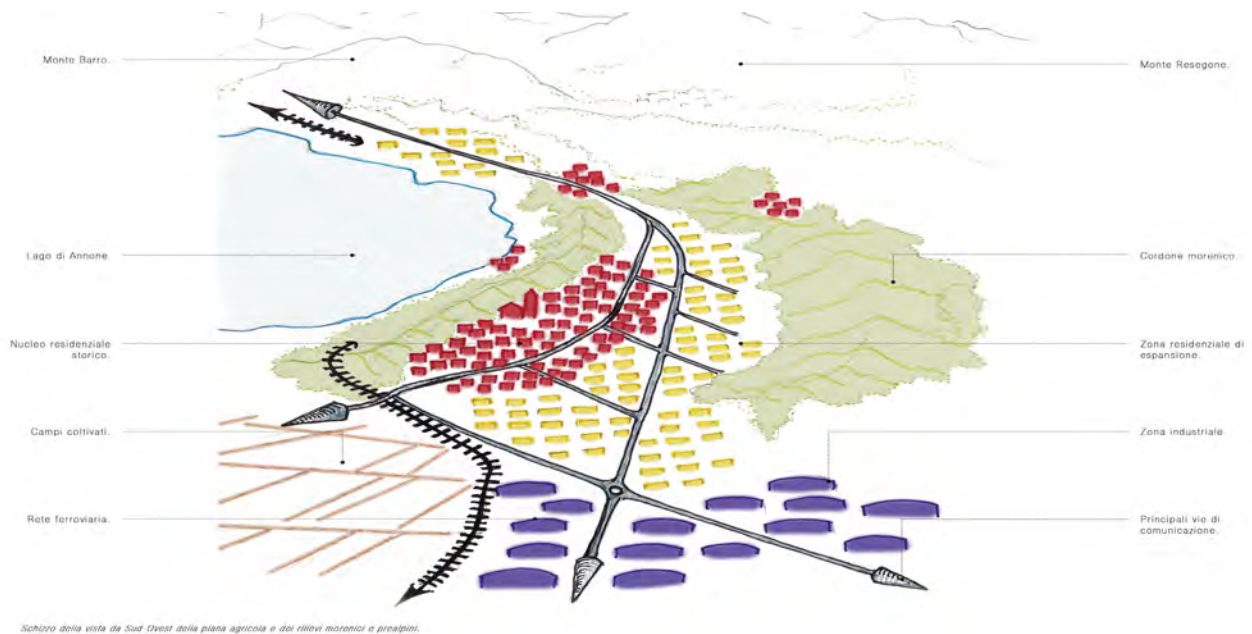 Monte Barro.
Monte Resegone.
Lago di Annone.
Cordone morenico.
Nucleo residenziale
storico.
Zona residenziale di
espansione.
Campi coltivati.
Zona industriale
Rete ferroviaria.
Principali vie di
comunicazione.
Schizzo della vista da Sud-Ovest della piana agricola e dei rilievi morenici e prealpini.